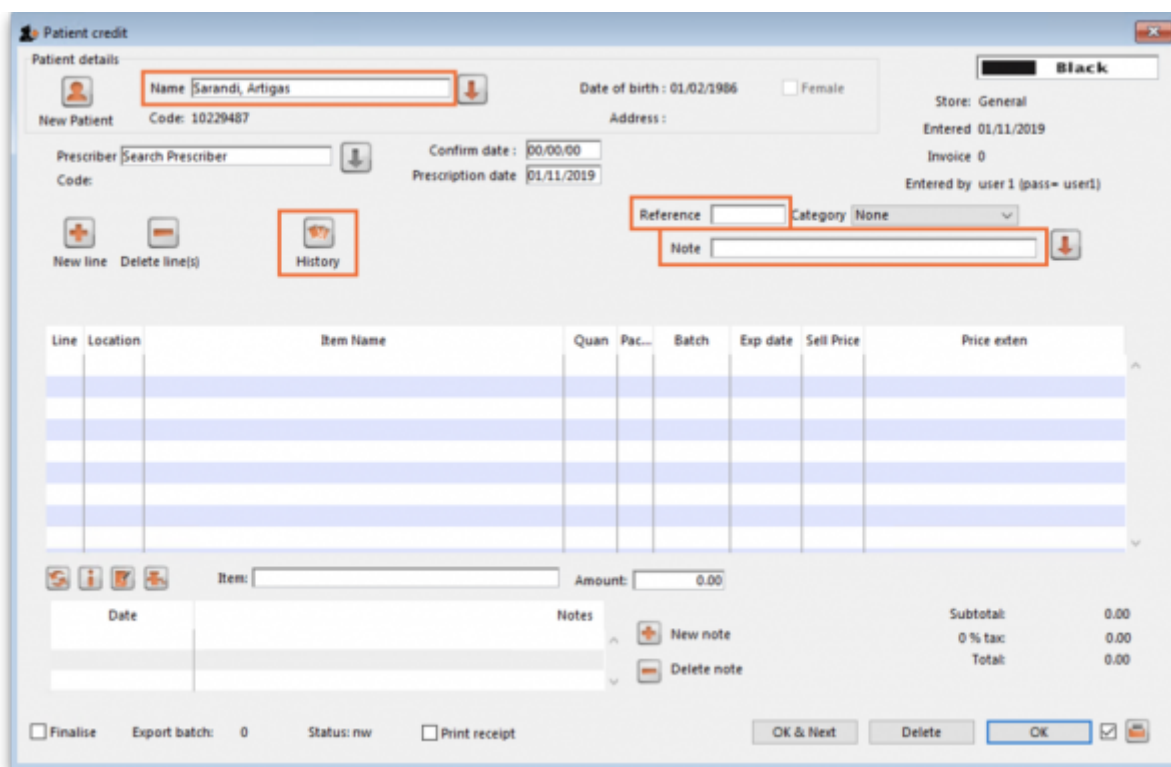 Patient credit
Patient details
Black
Name Sarandi, Artigas
Date of birth : 01/02/1986
Female
New Patient
Code: 10229487
Address :
Store: General
Entered 01/11/2019
Prescriber Search Prescriber
Confirm date : 00/00/00
Invoice 0
Code:
Prescription date 01/11/2019
Entered by user 1 (pass= user1)
Reference
Category None
Note
New line Delete line(s) History
Line Location Item Name Quan Pac... Batch Exp date Sell Price Price exten
Item:
Amount: 0.00
Date Notes
New note
Delete note
Subtotal: 0.00
0 % tax: 0.00
Total: 0.00
Finalise Export batch: 0 Status: nw Print receipt OK & Next Delete OK